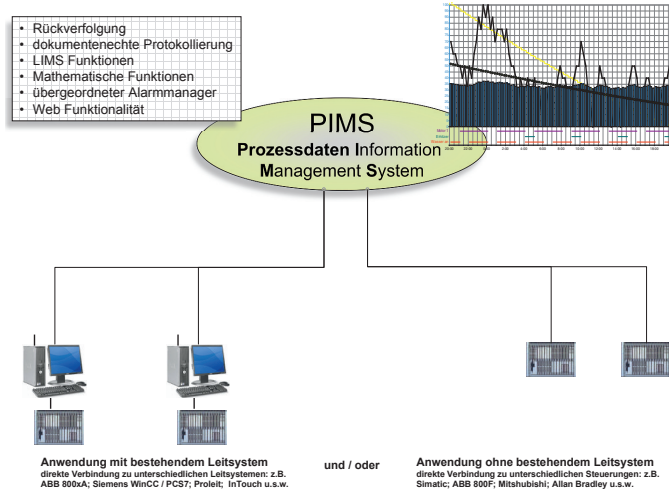 • Rückverfolgung
• dokumentenechte Protokollierung
• LIMS Funktionen
• Mathematische Funktionen
• übergeordneter Alarmmanager
• Web Funktionalität
PIMS
Prozessdaten Information
Management System
Anwendung mit bestehendem Leitsystem
direkte Verbindung zu unterschiedlichen Leitsystemen: z.B.
ABB 800xA; Siemens WinCC / PCS7; Proleit; InTouch u.s.w.
und / oder
Anwendung ohne bestehendem Leitsystem
direkte Verbindung zu unterschiedlichen Steuerungen: z.B.
Simatic; ABB 800F; Mitshubishi; Allan Bradley u.s.w.